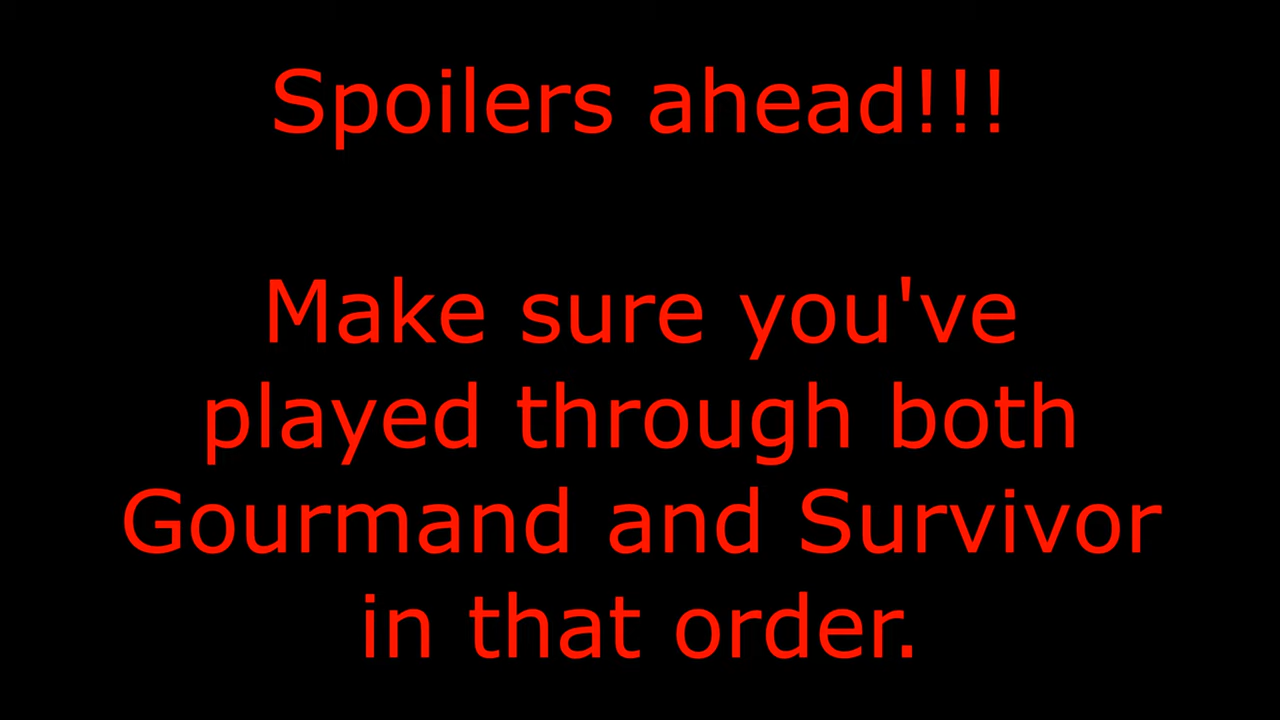 Spoilers ahead!!!
Make sure you've
played through both
Gourmand and Survivor
in that order.